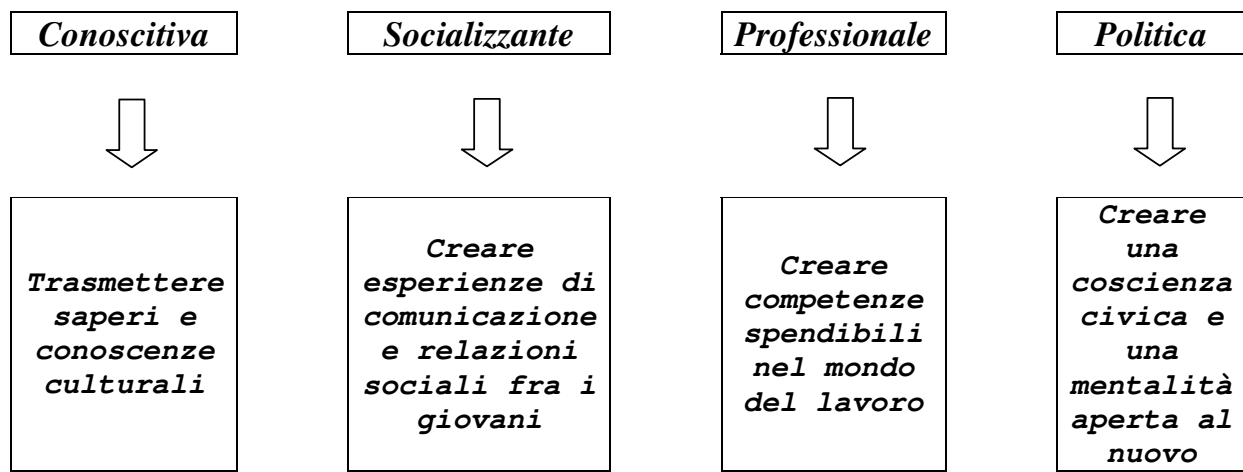 Conoscitiva
Socializzante
Professionale
Politica
Trasmettere
saperi e
conoscenze
culturali
Creare
esperienze di
comunicazione
e relazioni
sociali fra i
giovani
Creare
competenze
spendibili
nel mondo
del lavoro
Creare
una
coscienza
civica e
una
mentalità
aperta al
nuovo